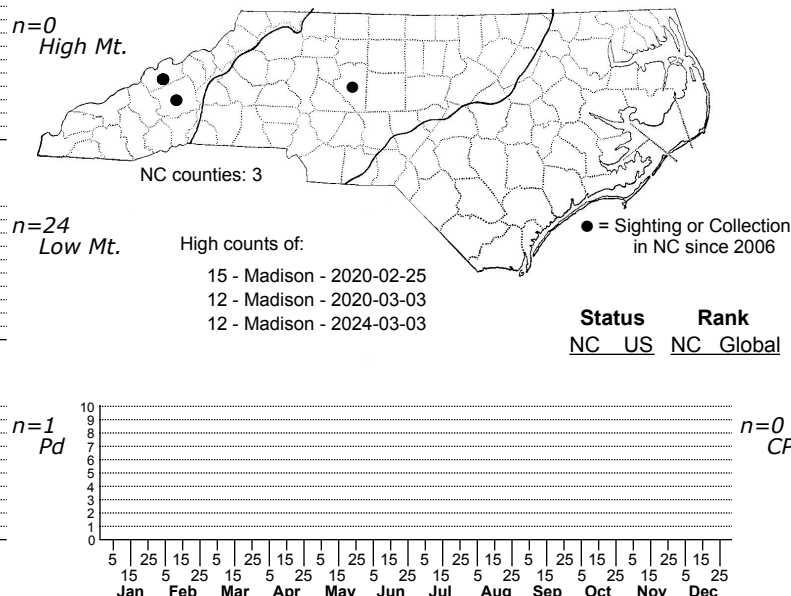 n=0
High Mt.
NC counties: 3
n=24
Low Mt.
High counts of:
15 - Madison - 2020-02-25
12 - Madison - 2020-03-03
12 - Madison - 2024-03-03
● = Sighting or Collection
in NC since 2006
Status Rank
NC US NC Global
n=1
Pd
n=0
CP
10
9
8
7
6
5
4
3
2
1
0
5 25 15 5 25 15 5 25 15 5 25 15 5 25 15 5 25 15
15 5 25 15 5 25 15 5 25 15 5 25 15 5 25 15 5 25
Jan Feb Mar Apr May Jun Jul Aug Sep Oct Nov Dec